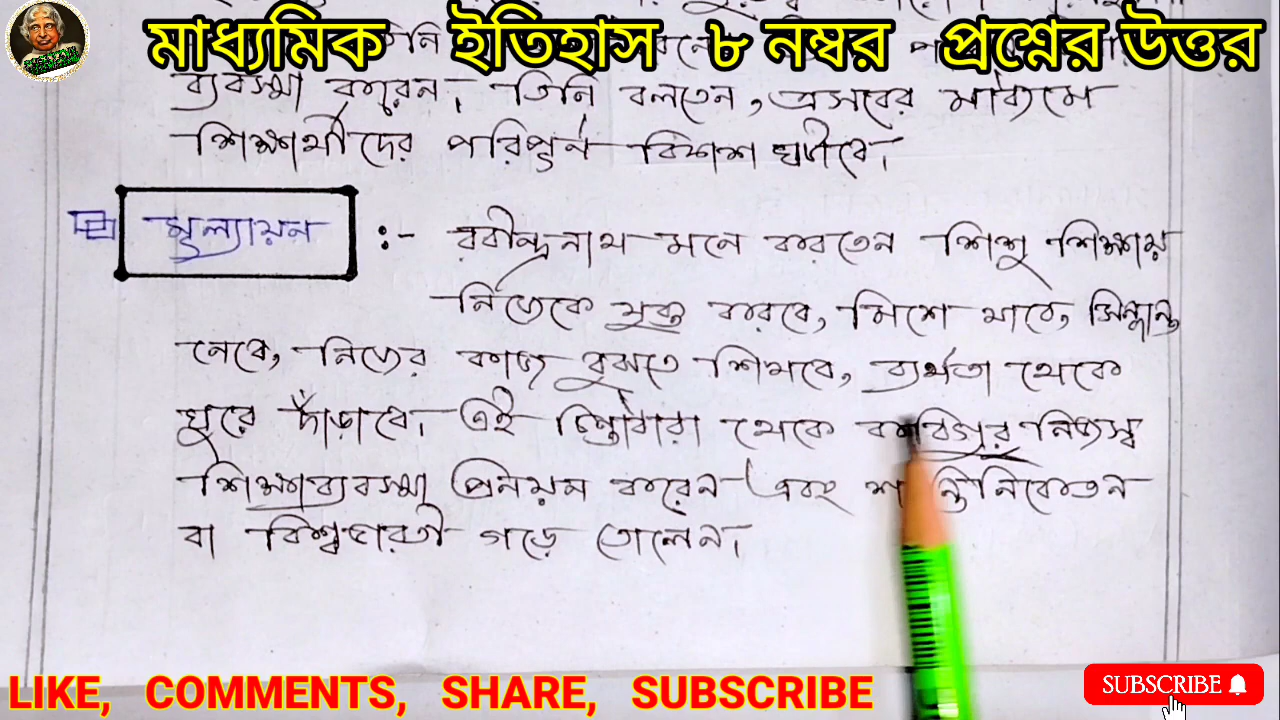 মাধ্যমিক ইতিহাস ৮ নম্বর প্রশ্নের উত্তর
ব্যবস্থা করেন। তিনি বলতেন, এসবের মাধ্যমে
শিক্ষার্থীদের পরিপূর্ন বিকাশ ঘটবে।
মূল্যায়ন :- রবীন্দ্রনাথ মনে করতেন শিশু শিক্ষায়
নিজেকে মুক্ত করবে, মিশে যাবে, সিদ্ধান্ত
নেবে, নিজের কাজ বুঝতে শিখবে, ব্যর্থতা থেকে
ঘুরে দাঁড়াবে। এই চিন্তাধারা থেকে কবিগুরু নিজস্ব
শিক্ষাব্যবস্থা প্রনয়ন করেন এবং শান্তিনিকেতন
বা বিশ্বভারতী গড়ে তোলেন।
LIKE, COMMENTS, SHARE, SUBSCRIBE
SUBSCRIBE